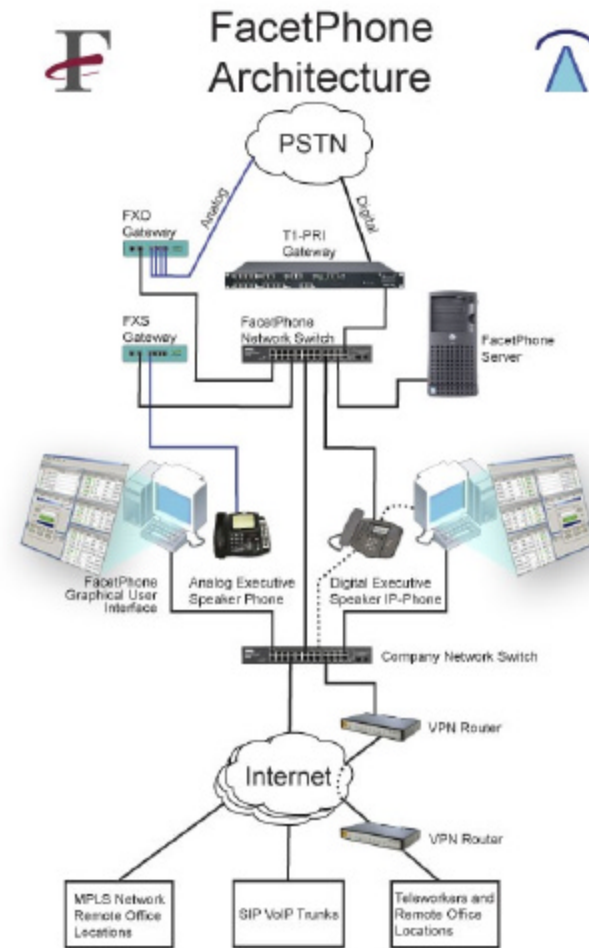 F
FacetPhone
Architecture
PSTN
Analog
Digital
FXO
Gateway
T1-PRI
Gateway
FXS
Gateway
FacetPhone
Network Switch
FacetPhone
Server
FacetPhone
Graphical User
Interface
Analog Executive
Speaker Phone
Digital Executive
Speaker IP-Phone
Company Network Switch
VPN Router
Internet
VPN Router
MPLS Network
Remote Office
Locations
SIP VoIP Trunks
Teleworkers and
Remote Office
Locations